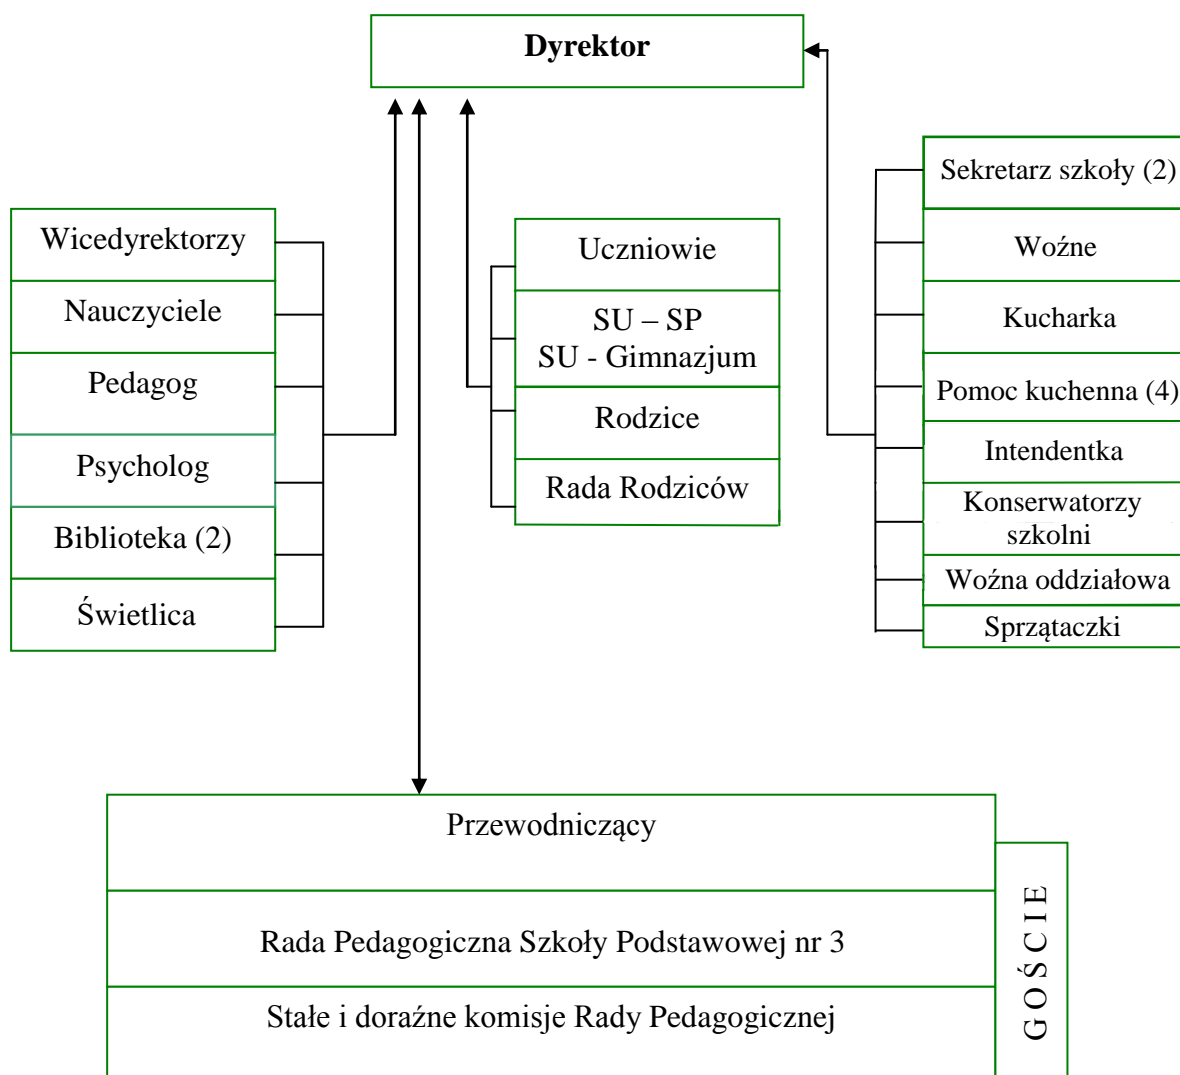 Dyrektor
Wicedyrektorzy
Nauczyciele
Pedagog
Psycholog
Biblioteka (2)
Świetlica
Uczniowie
SU – SP
SU - Gimnazjum
Rodzice
Rada Rodziców
Sekretarz szkoły (2)
Woźne
Kucharka
Pomoc kuchenna (4)
Intendentka
Konserwatorzy
szkolni
Woźna oddziałowa
Sprzątaczki
Przewodniczący
Rada Pedagogiczna Szkoły Podstawowej nr 3
Stałe i doraźne komisje Rady Pedagogicznej
GOŚCIE